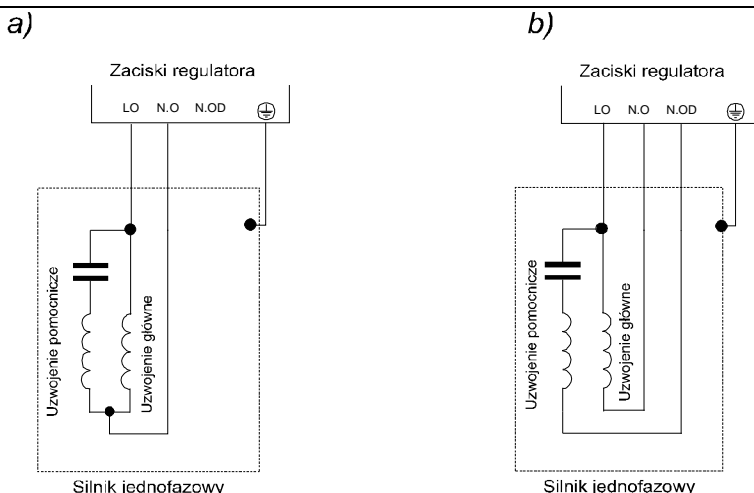 a)
Zaciski regulatora
LO N.O N.OD
Uzwojenie pomocnicze
Uzwojenie główne
Silnik jednofazowy
b)
Zaciski regulatora
LO N.O N.OD
Uzwojenie pomocnicze
Uzwojenie główne
Silnik jednofazowy